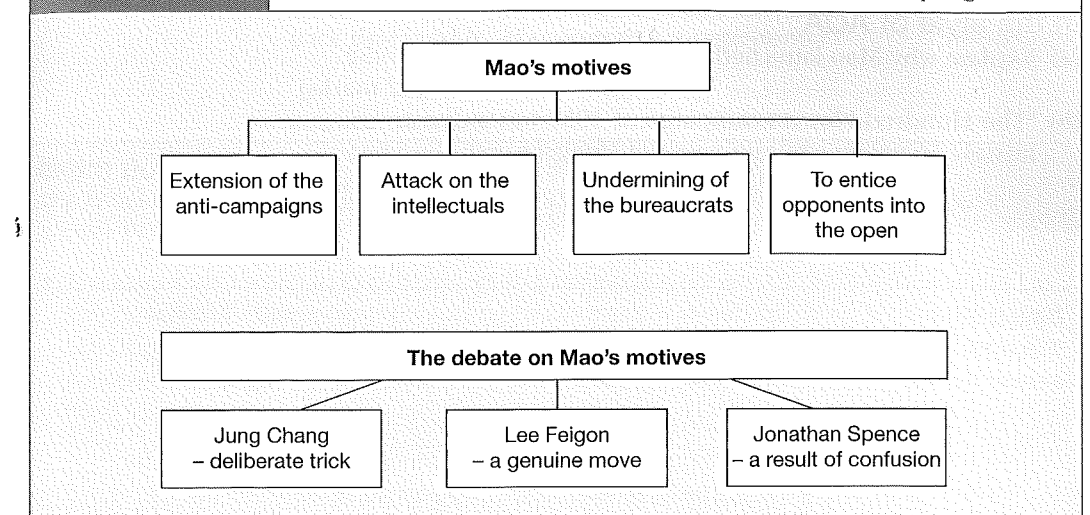 Mao's motives
Extension of the
anti-campaigns
Attack on the
intellectuals
Undermining of
the bureaucrats
To entice
opponents into
the open
The debate on Mao's motives
Jung Chang
– deliberate trick
Lee Feigon
– a genuine move
Jonathan Spence
– a result of confusion